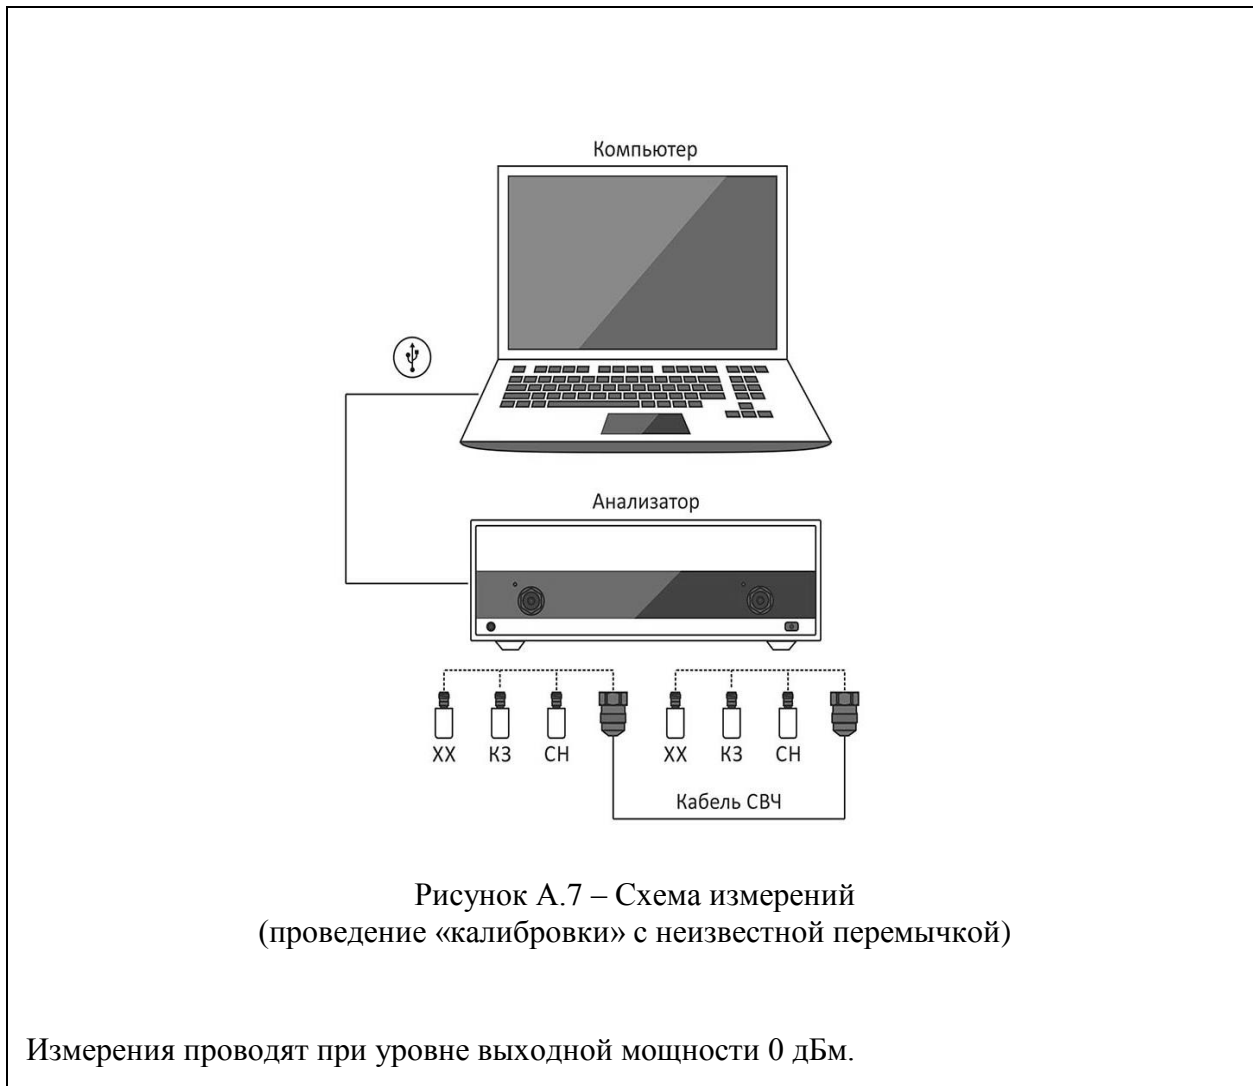 Компьютер
Анализатор
ХХ КЗ СН ХХ КЗ СН
Кабель СВЧ
Рисунок А.7 – Схема измерений
(проведение «калибровки» с неизвестной перемычкой)
Измерения проводят при уровне выходной мощности 0 дБм.